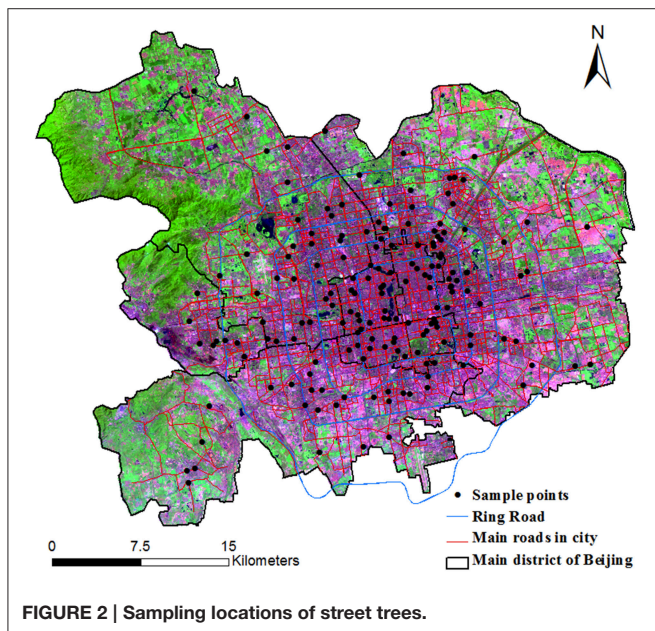 N
Sample points
Ring Road
Main roads in city
Main district of Beijing
0 7.5 15
Kilometers
FIGURE 2 | Sampling locations of street trees.